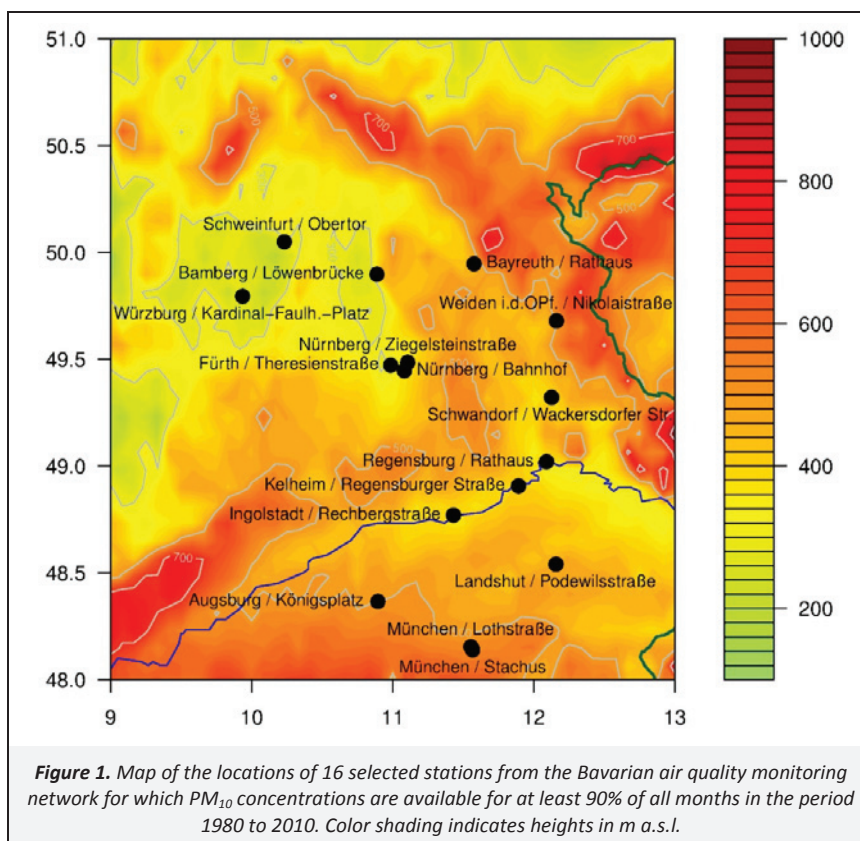 51.0
50.5
50.0
49.5
49.0
48.5
48.0
9
10
11
12
13
1000
800
600
400
200
500
700
700
500
Schweinfurt / Obertor
Bamberg / Löwenbrücke
Bayreuth / Rathaus
Würzburg / Kardinal-Faulh.-Platz
Weiden i.d.OPf. / Nikolaistraße
Nürnberg / Ziegelsteinstraße
Fürth / Theresienstraße
Nürnberg / Bahnhof
Schwandorf / Wackersdorfer Str
500
Regensburg / Rathaus
Kelheim / Regensburger Straße
Ingolstadt / Rechbergstraße
700
Landshut / Podewilsstraße
Augsburg / Königsplatz
München / Lothstraße
München / Stachus
Figure 1. Map of the locations of 16 selected stations from the Bavarian air quality monitoring
network for which PM₁₀ concentrations are available for at least 90% of all months in the period
1980 to 2010. Color shading indicates heights in m a.s.l.